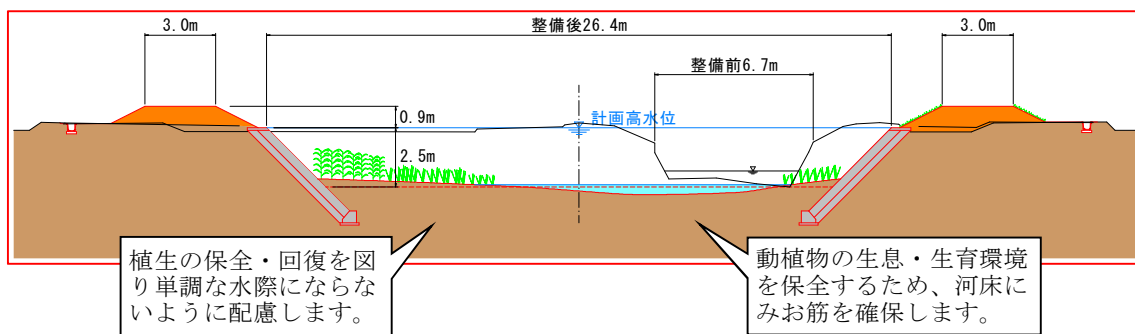 3.0m
整備後26.4m
3.0m
整備前6.7m
計画高水位
0.9m
2.5m
植生の保全・回復を図
り単調な水際にならな
いように配慮します。
動植物の生息・生育環境
を保全するため、河床に
みお筋を確保します。